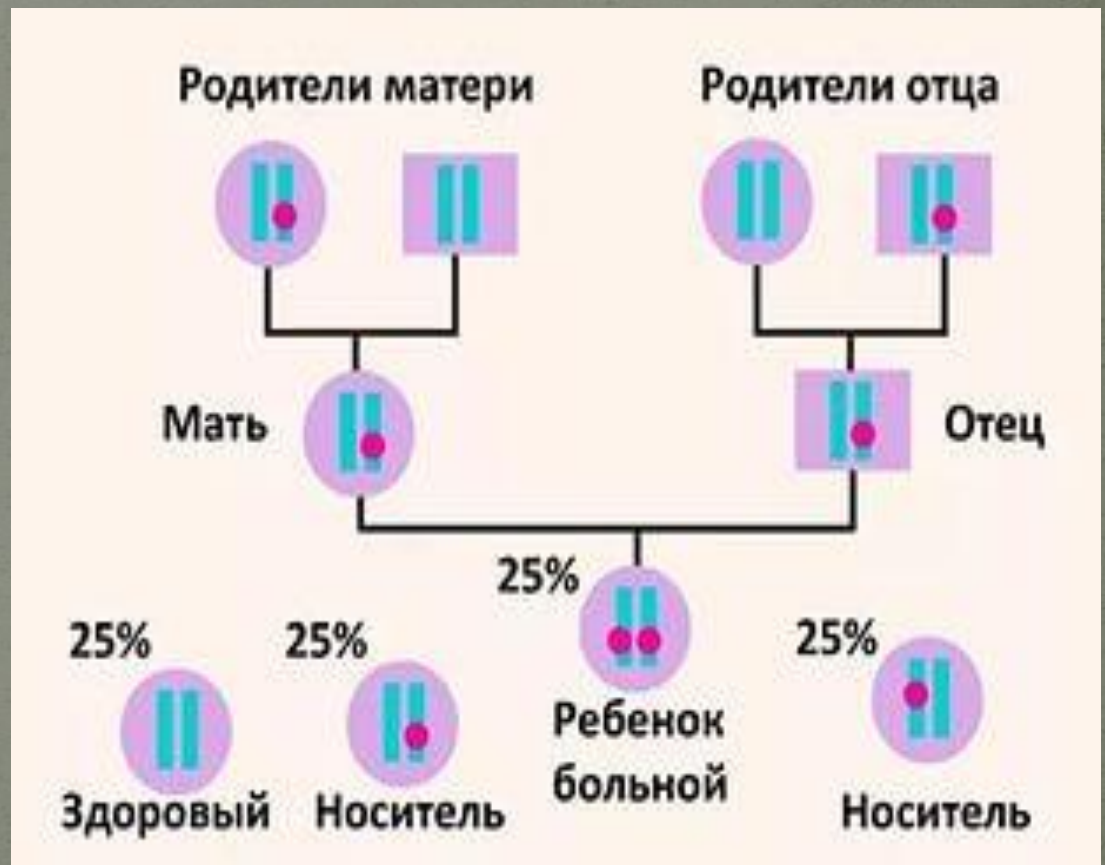 Родители матери
Родители отца
Мать
Отец
25%
25%
25%
25%
Здоровый
Носитель
Ребенок
больной
Носитель